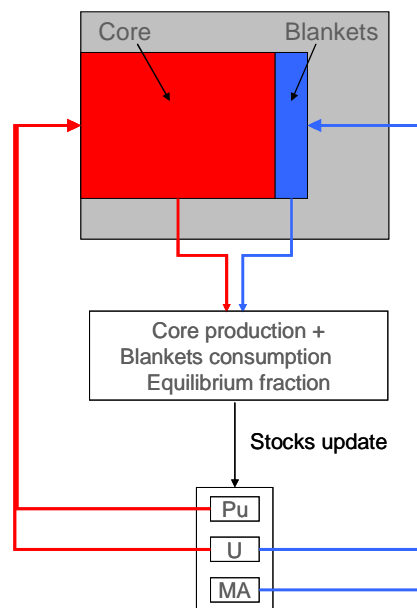 Core Blankets
Core production +
Blankets consumption
Equilibrium fraction
Stocks update
Pu
U
MA